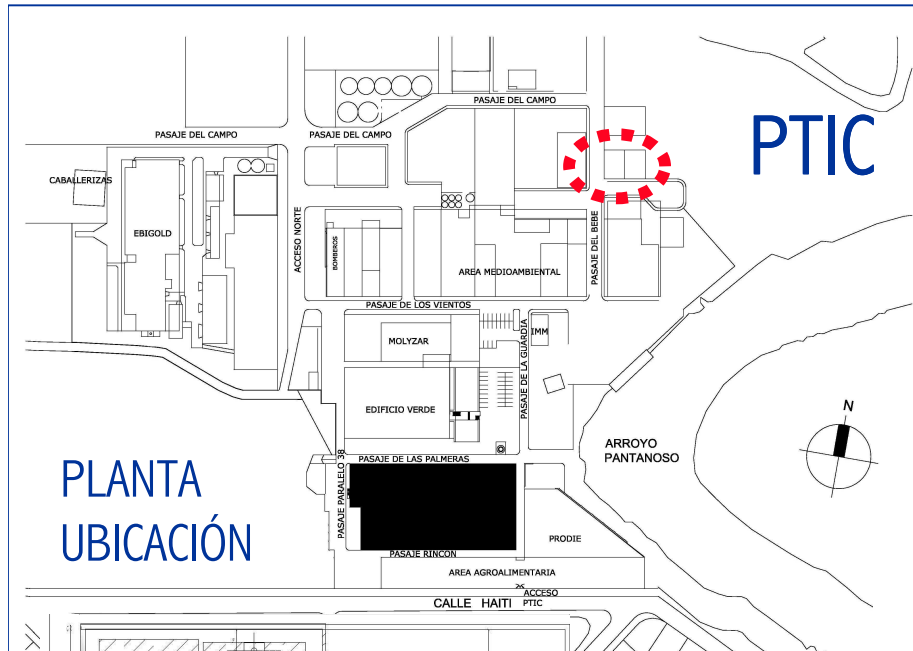 PASAJE DEL CAMPO
PASAJE DEL CAMPO
PASAJE DEL CAMPO
PTIC
CABALLERIZAS
EBIGOLD
ACCESO NORTE
BOMBEROS
AREA MEDIOAMBIENTAL
PASAJE DEL BEBE
PASAJE DE LOS VIENTOS
MOLYZAR
PASAJE DE LA GUARDIA
IMM
EDIFICIO VERDE
N
ARROYO
PANTANOSO
PLANTA
UBICACIÓN
PASAJE PARALELO 38
PASAJE DE LAS PALMERAS
PRODIE
PASAJE RINCON
AREA AGROALIMENTARIA
ACCESO
PTIC
CALLE HAITI